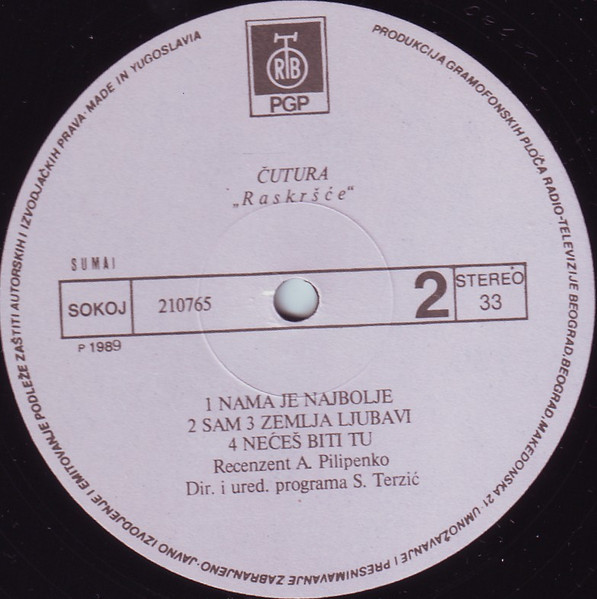 PRODUKCIJA GRAMOFONSKIH PLOČA RADIO-TELEVIZIJE BEOGRAD, BEOGRAD, MAKEDONSKA 21 · UMNOŽAVANJE I PRESNIMAVANJE ZABRANJENO · JAVNO IZVODJENJE I EMITOVANJE PODLEŽE ZAŠTITI AUTORSKIH I IZVODJAČKIH PRAVA · MADE IN YUGOSLAVIA
RTB
PGP
ČUTURA
„Raskršće“
SUMAI
SOKOJ 210765 2 STEREO 33
P 1989
1 NAMA JE NAJBOLJE
2 SAM 3 ZEMLJA LJUBAVI
4 NEĆEŠ BITI TU
Recenzent A. Pilipenko
Dir. i ured. programa S. Terzić